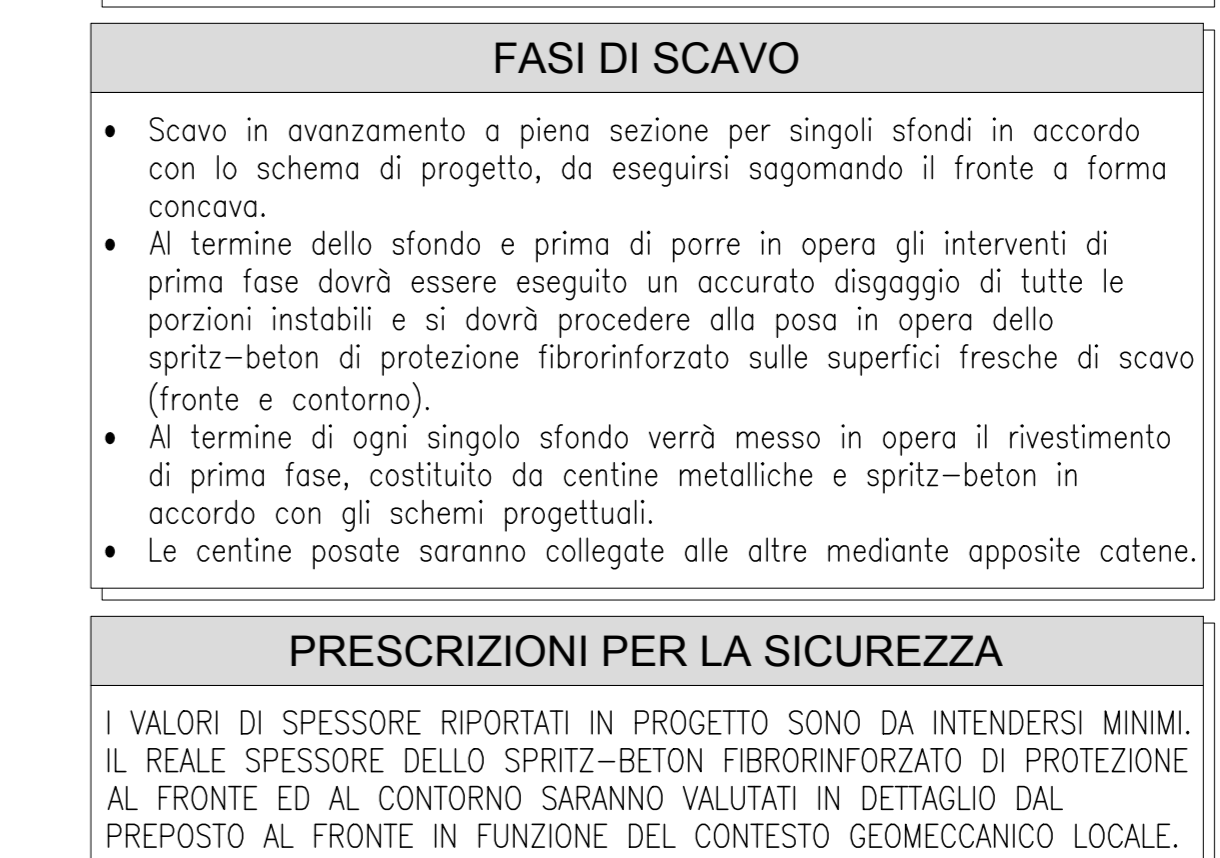 FASI DI SCAVO
• Scavo in avanzamento a piena sezione per singoli sfondi in accordo
con lo schema di progetto, da eseguirsi sagomando il fronte a forma
concava.
• Al termine dello sfondo e prima di porre in opera gli interventi di
prima fase dovrà essere eseguito un accurato disgaggio di tutte le
porzioni instabili e si dovrà procedere alla posa in opera dello
spritz-beton di protezione fibrorinforzato sulle superfici fresche di scavo
(fronte e contorno).
• Al termine di ogni singolo sfondo verrà messo in opera il rivestimento
di prima fase, costituito da centine metalliche e spritz-beton in
accordo con gli schemi progettuali.
• Le centine posate saranno collegate alle altre mediante apposite catene.
PRESCRIZIONI PER LA SICUREZZA
I VALORI DI SPESSORE RIPORTATI IN PROGETTO SONO DA INTENDERSI MINIMI.
IL REALE SPESSORE DELLO SPRITZ-BETON FIBRORINFORZATO DI PROTEZIONE
AL FRONTE ED AL CONTORNO SARANNO VALUTATI IN DETTAGLIO DAL
PREPOSTO AL FRONTE IN FUNZIONE DEL CONTESTO GEOMECCANICO LOCALE.